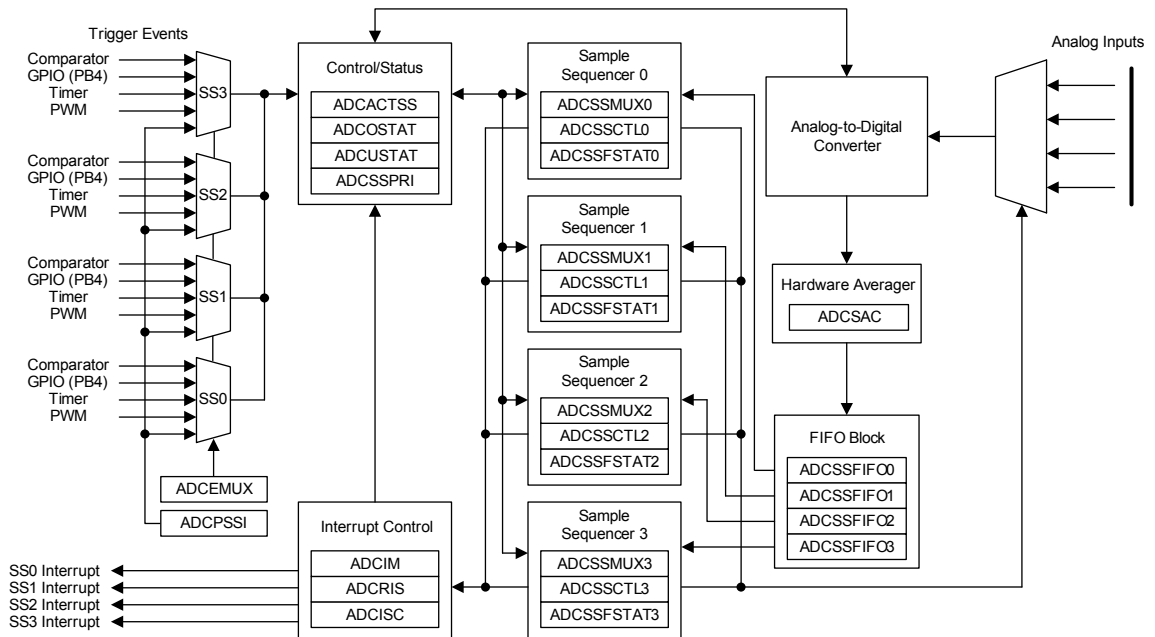 Trigger Events
Comparator
GPIO (PB4)
Timer
PWM
SS3
Comparator
GPIO (PB4)
Timer
PWM
SS2
Comparator
GPIO (PB4)
Timer
PWM
SS1
Comparator
GPIO (PB4)
Timer
PWM
SS0
ADCEMUX
ADCPSSI
Control/Status
ADCACTSS
ADCOSTAT
ADCUSTAT
ADCSSPRI
Interrupt Control
ADCIM
ADCRIS
ADCISC
SS0 Interrupt
SS1 Interrupt
SS2 Interrupt
SS3 Interrupt
Sample
Sequencer 0
ADCSSMUX0
ADCSSCTL0
ADCSSFSTAT0
Sample
Sequencer 1
ADCSSMUX1
ADCSSCTL1
ADCSSFSTAT1
Sample
Sequencer 2
ADCSSMUX2
ADCSSCTL2
ADCSSFSTAT2
Sample
Sequencer 3
ADCSSMUX3
ADCSSCTL3
ADCSSFSTAT3
Analog-to-Digital
Converter
Hardware Averager
ADCSAC
FIFO Block
ADCSSFIFO0
ADCSSFIFO1
ADCSSFIFO2
ADCSSFIFO3
Analog Inputs